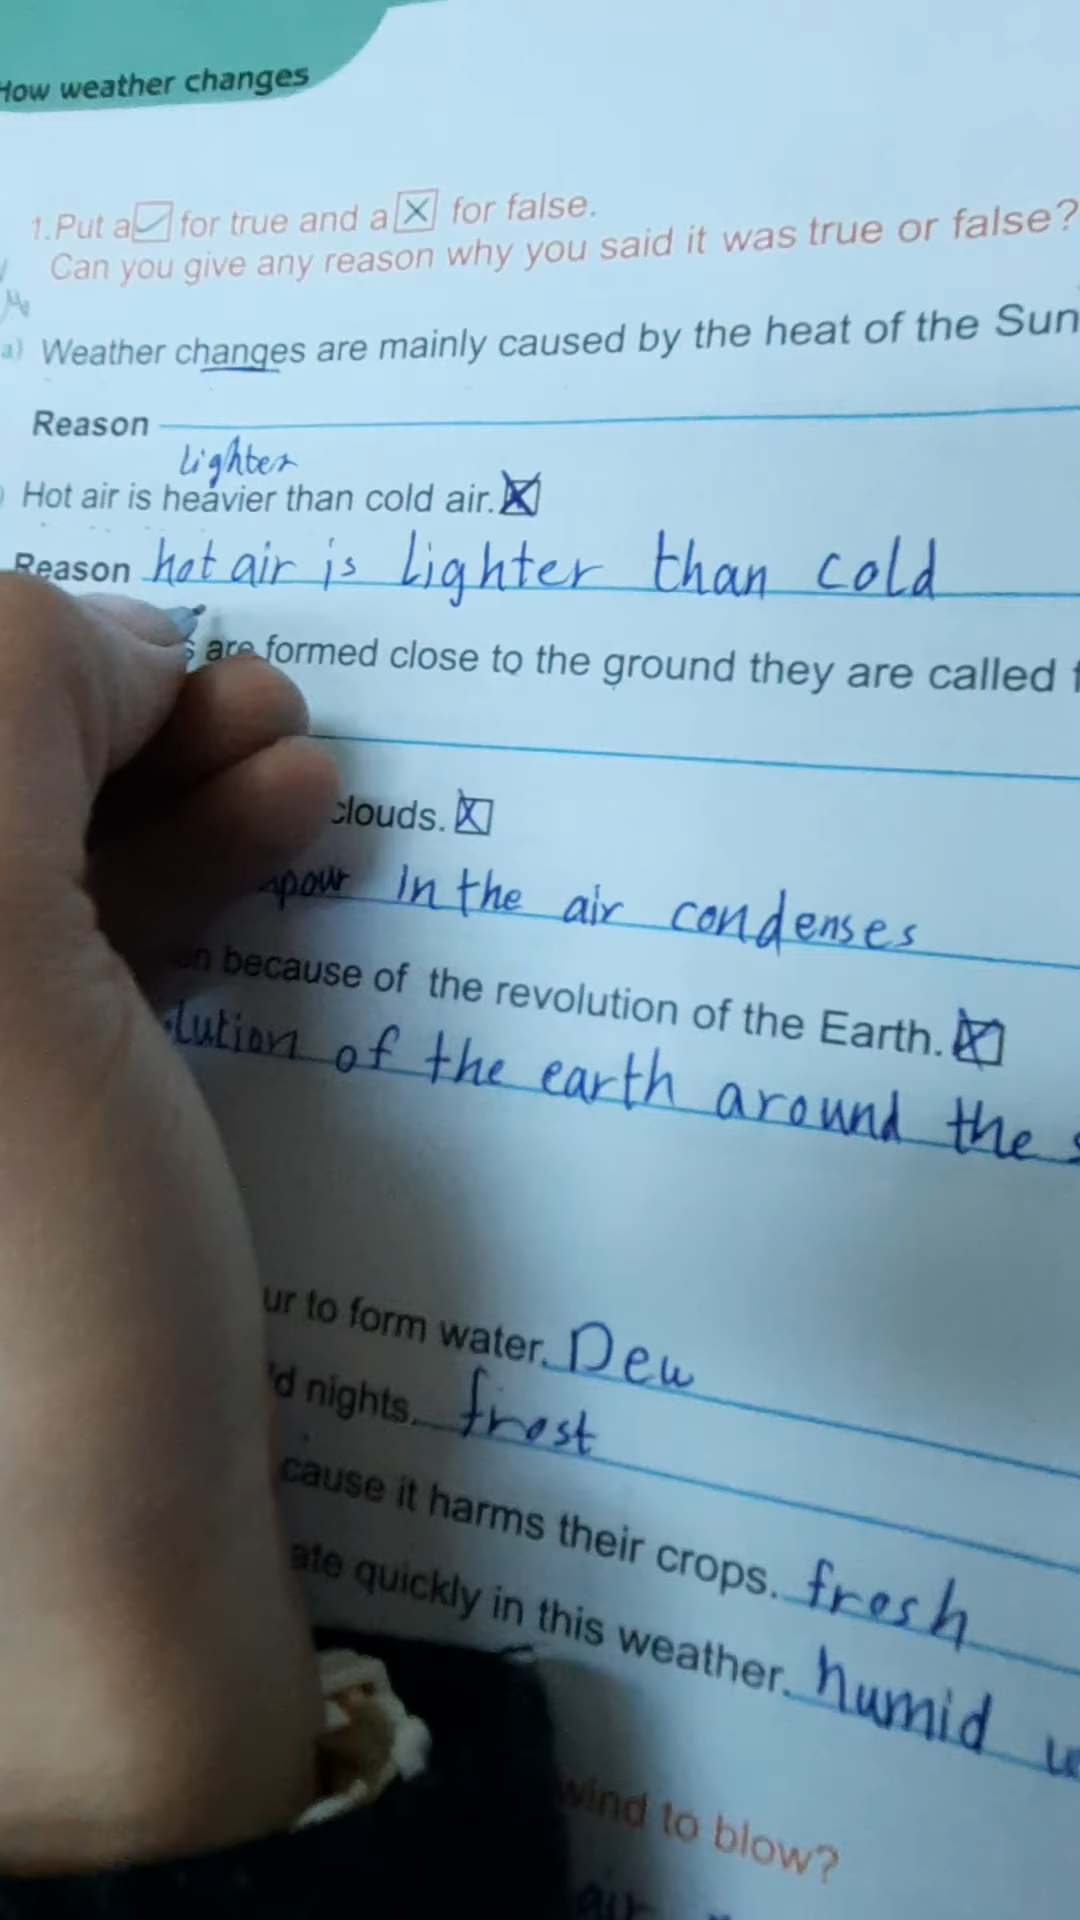 How weather changes
1. Put a ☑ for true and a ☒ for false.
Can you give any reason why you said it was true or false?
a) Weather changes are mainly caused by the heat of the Sun
Reason
lighter
Hot air is heavier than cold air. ☒
Reason hot air is lighter than cold
are formed close to the ground they are called
clouds. ☒
in the air condenses
because of the revolution of the Earth. ☒
of the earth around the
to form water. Dew
nights. frost
it harms their crops. fresh
quickly in this weather. humid
wind to blow?
air